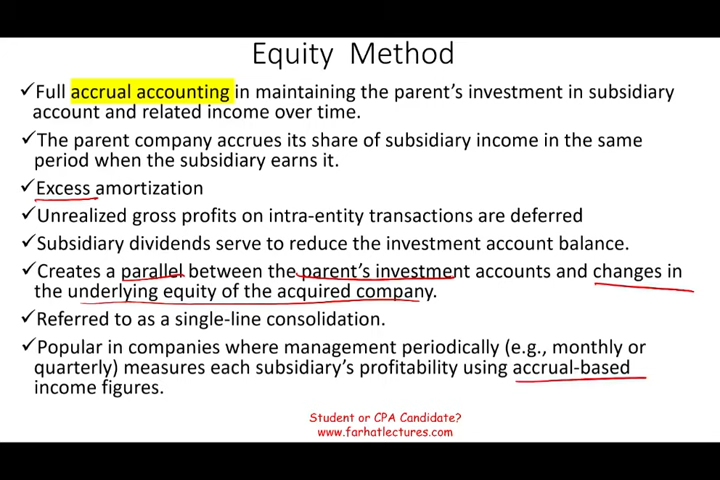 Equity Method
✓Full accrual accounting in maintaining the parent's investment in subsidiary
account and related income over time.
✓The parent company accrues its share of subsidiary income in the same
period when the subsidiary earns it.
✓Excess amortization
✓Unrealized gross profits on intra-entity transactions are deferred
✓Subsidiary dividends serve to reduce the investment account balance.
✓Creates a parallel between the parent's investment accounts and changes in
the underlying equity of the acquired company.
✓Referred to as a single-line consolidation.
✓Popular in companies where management periodically (e.g., monthly or
quarterly) measures each subsidiary's profitability using accrual-based
income figures.
Student or CPA Candidate?
www.farhatlectures.com